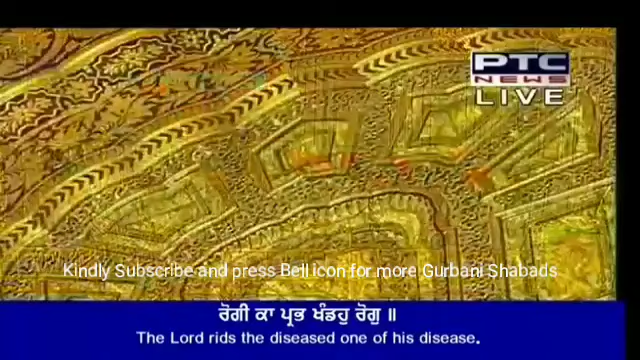 PTC
NEWS
LIVE
Kindly Subscribe and press Bell icon for more Gurbani Shabads
ਰੋਗੀ ਕਾ ਪ੍ਰਭ ਖੰਡਹੁ ਰੋਗੁ ॥
The Lord rids the diseased one of his disease.